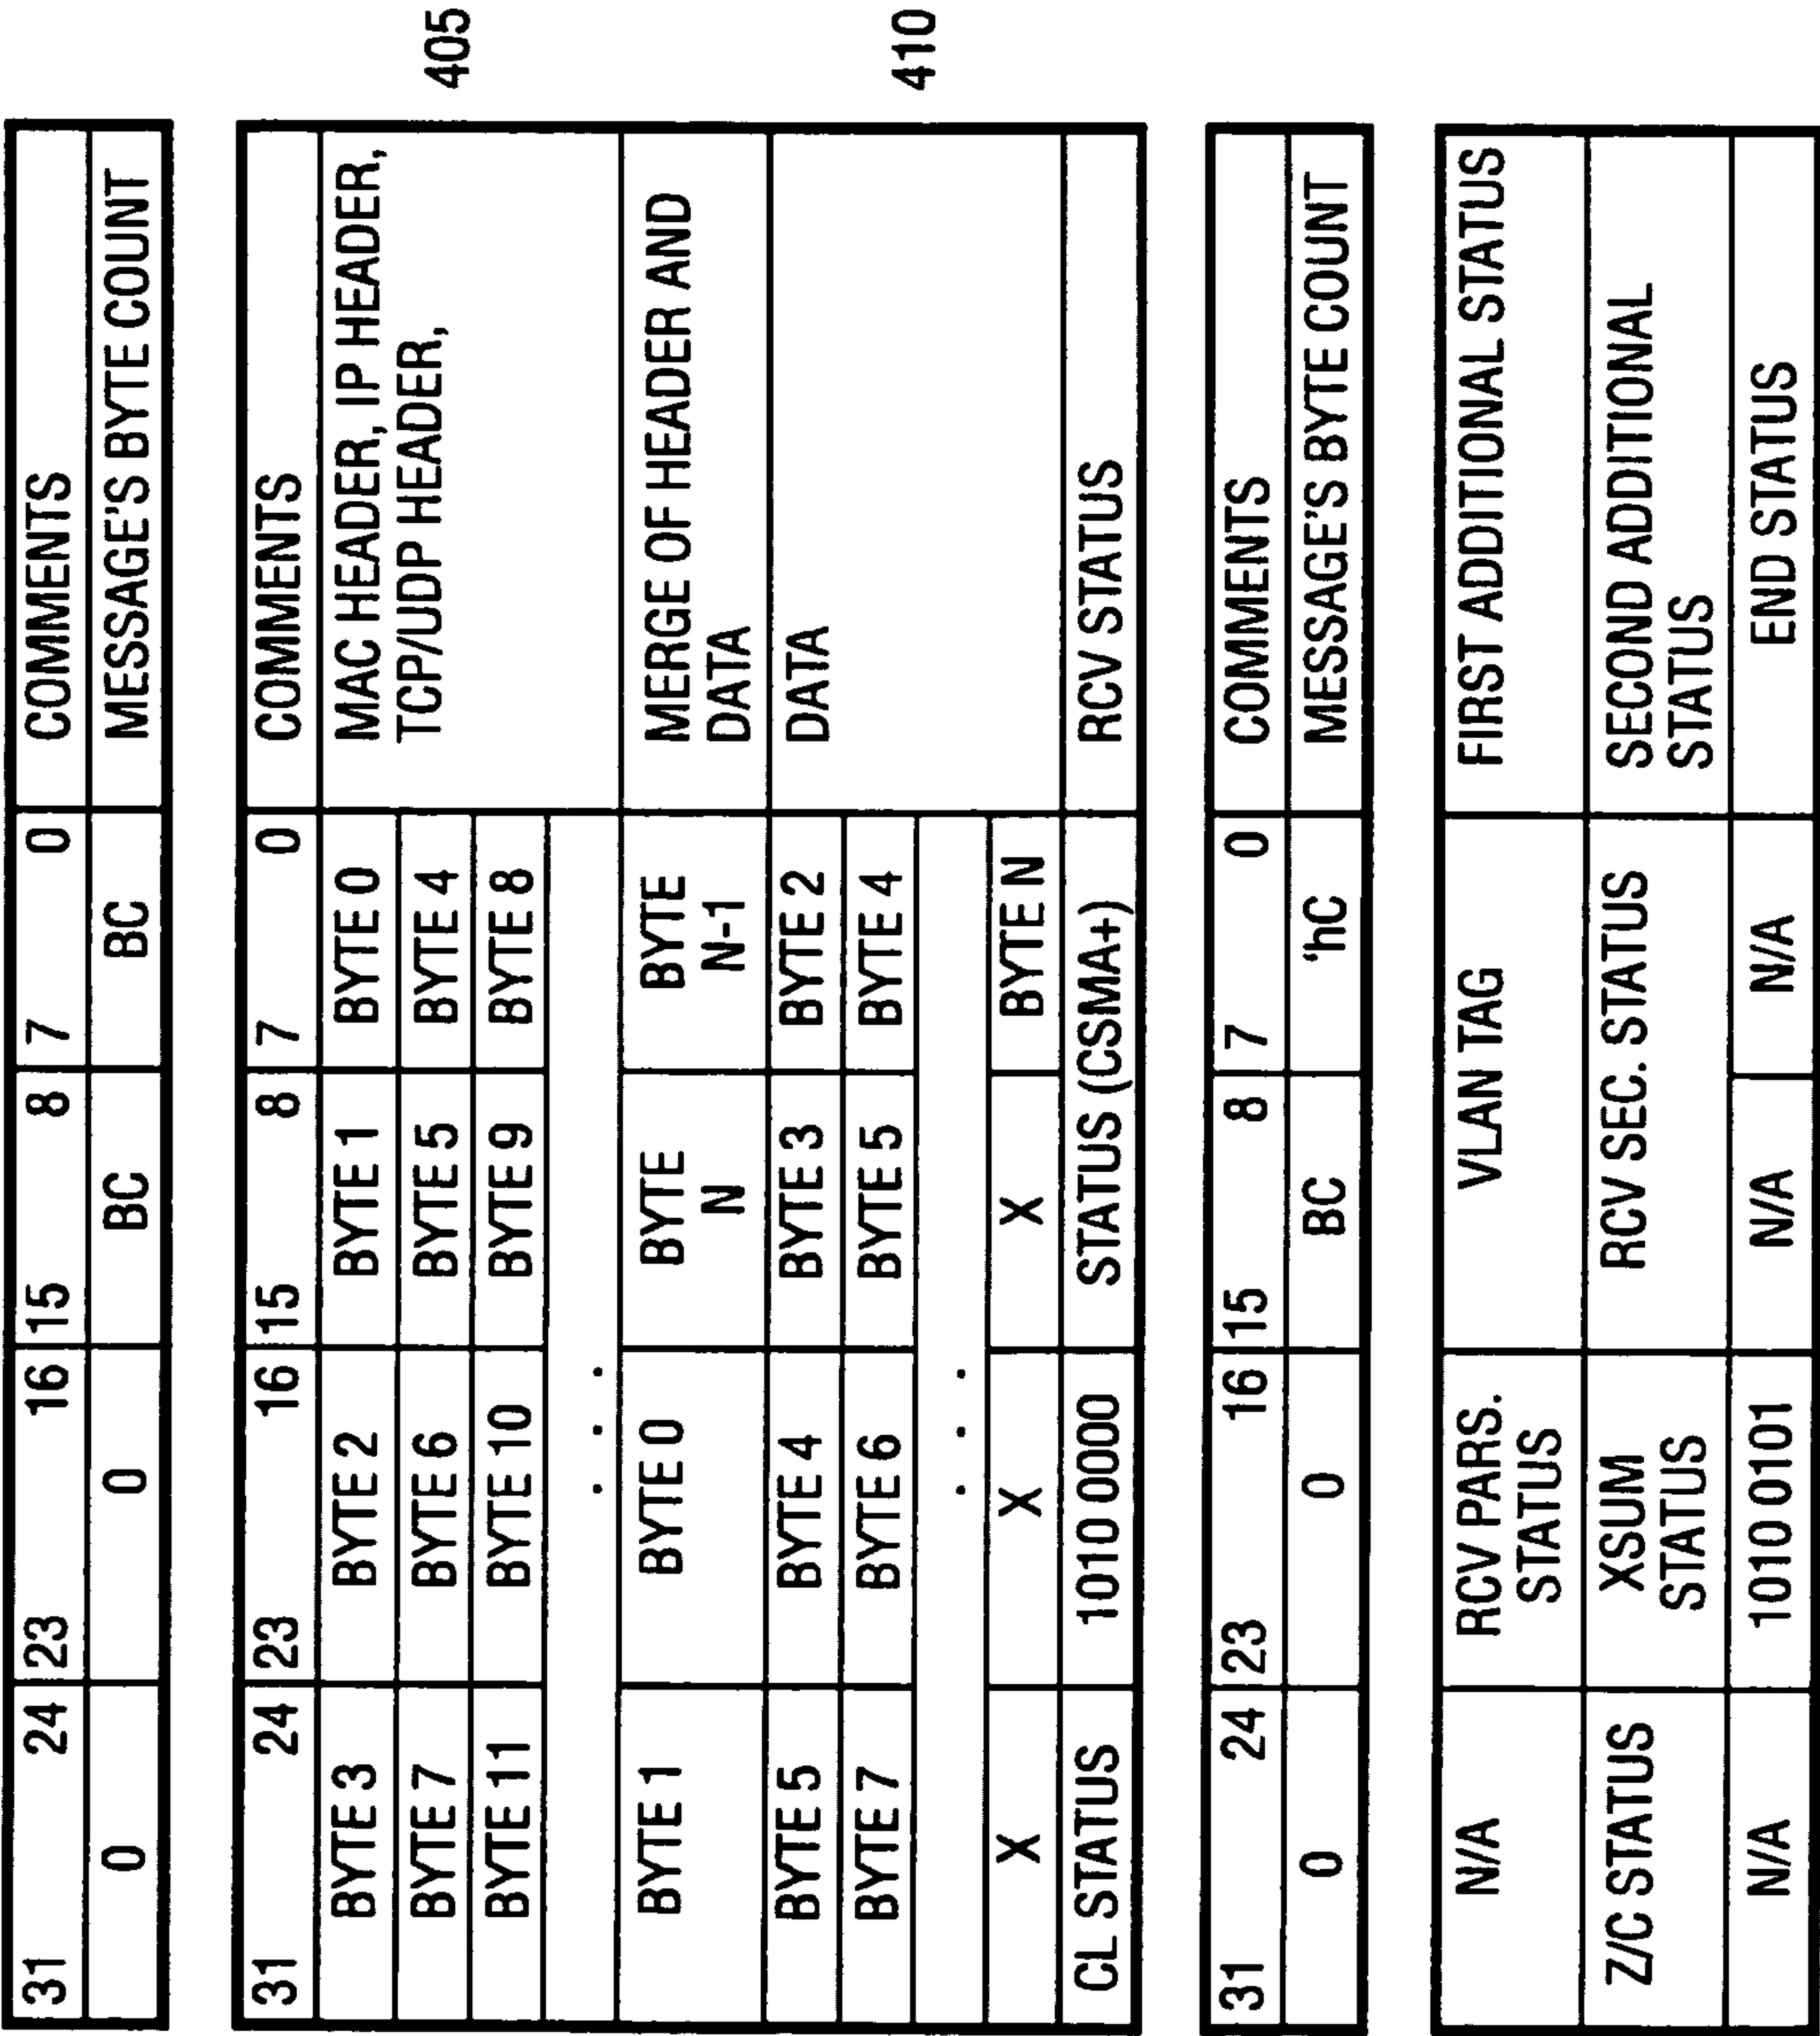 31 24 23 16 15 8 7 0 COMMENTS
0 0 BC BC MESSAGE'S BYTE COUNT
31 24 23 16 15 8 7 0 COMMENTS
BYTE 3 BYTE 2 BYTE 1 BYTE 0 MAC HEADER, IP HEADER,
BYTE 7 BYTE 6 BYTE 5 BYTE 4 TCP/UDP HEADER,
405
BYTE 11 BYTE 10 BYTE 9 BYTE 8
. . .
BYTE 1 BYTE 0 BYTE BYTE MERGE OF HEADER AND
N N-1 DATA
BYTE 5 BYTE 4 BYTE 3 BYTE 2 DATA
BYTE 7 BYTE 6 BYTE 5 BYTE 4
410
. . .
X X X BYTE N
CL STATUS 1010 0000 STATUS (CSMA+) RCV STATUS
31 24 23 16 15 8 7 0 COMMENTS
0 0 BC 'hC MESSAGE'S BYTE COUNT
N/A RCV PARS. VLAN TAG FIRST ADDITIONAL STATUS
STATUS
Z/C STATUS XSUM RCV SEC. STATUS SECOND ADDITIONAL
STATUS STATUS
N/A 1010 0101 N/A N/A END STATUS